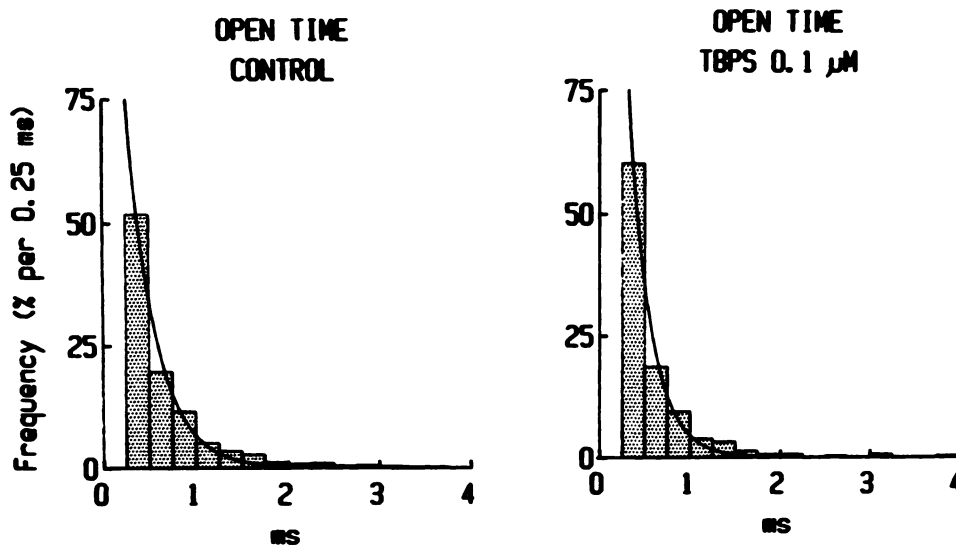 OPEN TIME
CONTROL
Frequency (% per 0.25 ms)
75
50
25
0
0 1 2 3 4
ms
OPEN TIME
TBPS 0.1 µM
75
50
25
0
0 1 2 3 4
ms